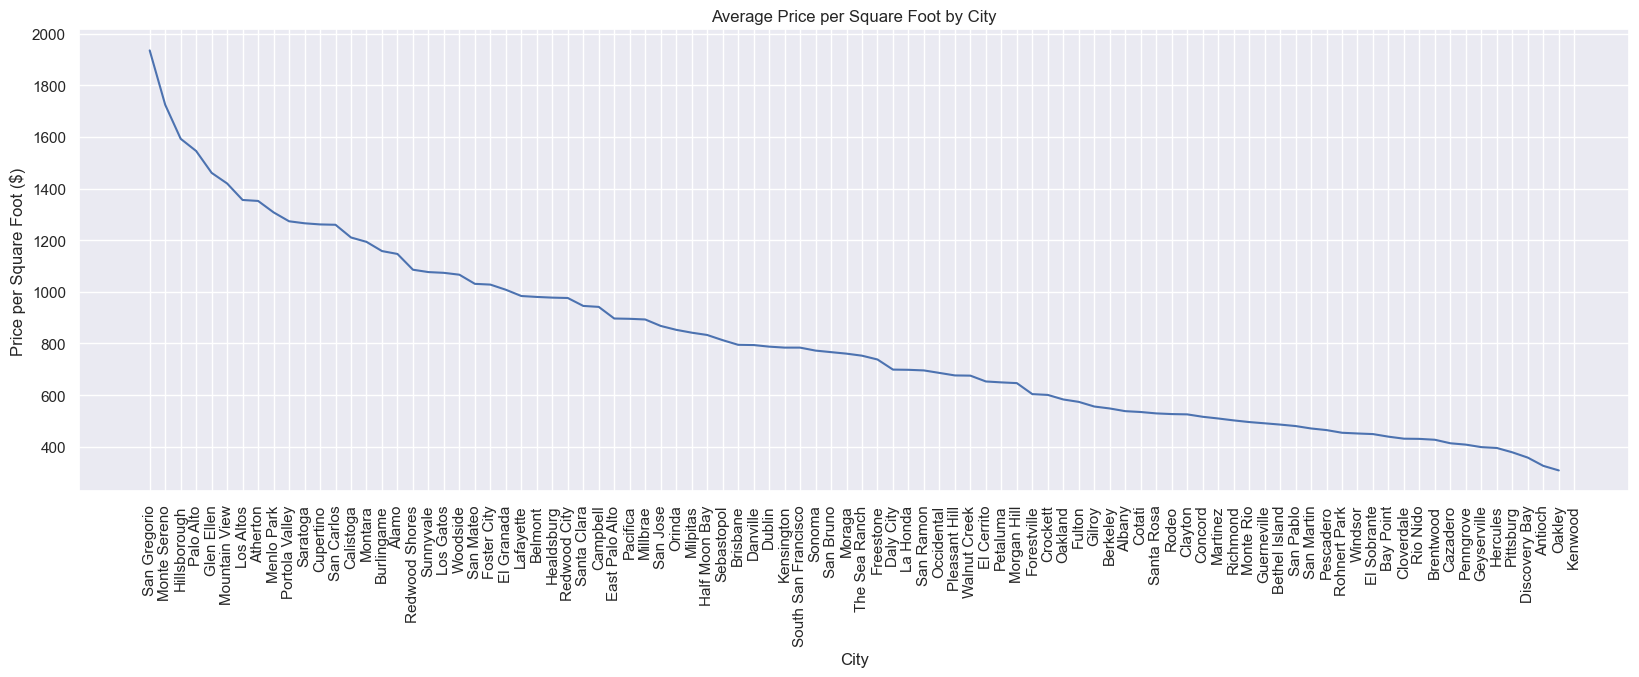 Average Price per Square Foot by City
Price per Square Foot ($)
2000
1800
1600
1400
1200
1000
800
600
400
San Gregorio
Monte Sereno
Hillsborough
Palo Alto
Glen Ellen
Mountain View
Los Altos
Atherton
Menlo Park
Portola Valley
Saratoga
Cupertino
San Carlos
Calistoga
Montara
Burlingame
Alamo
Redwood Shores
Sunnyvale
Los Gatos
Woodside
San Mateo
Foster City
El Granada
Lafayette
Belmont
Healdsburg
Redwood City
Santa Clara
Campbell
East Palo Alto
Pacifica
Millbrae
San Jose
Orinda
Milpitas
Half Moon Bay
Sebastopol
Brisbane
Danville
Dublin
Kensington
South San Francisco
Sonoma
San Bruno
Moraga
The Sea Ranch
Freestone
Daly City
La Honda
San Ramon
Occidental
Pleasant Hill
Walnut Creek
El Cerrito
Petaluma
Morgan Hill
Forestville
Crockett
Oakland
Fulton
Gilroy
Berkeley
Albany
Cotati
Santa Rosa
Rodeo
Clayton
Concord
Martinez
Richmond
Monte Rio
Guerneville
Bethel Island
San Pablo
San Martin
Pescadero
Rohnert Park
Windsor
El Sobrante
Bay Point
Cloverdale
Rio Nido
Brentwood
Cazadero
Penngrove
Geyserville
Hercules
Pittsburg
Discovery Bay
Antioch
Oakley
Kenwood
City